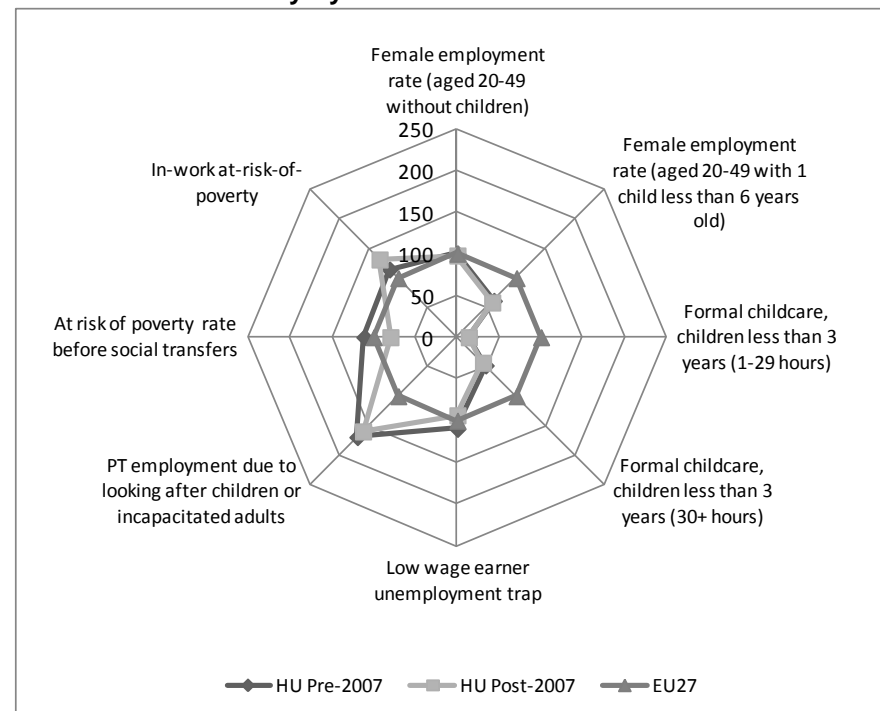 Female employment
rate (aged 20-49
without children)
Female employment
rate (aged 20-49 with 1
child less than 6 years
old)
Formal childcare,
children less than 3
years (1-29 hours)
Formal childcare,
children less than 3
years (30+ hours)
Low wage earner
unemployment trap
PT employment due to
looking after children or
incapacitated adults
At risk of poverty rate
before social transfers
In-work at-risk-of-
poverty
250
200
150
100
50
0
HU Pre-2007 HU Post-2007 EU27